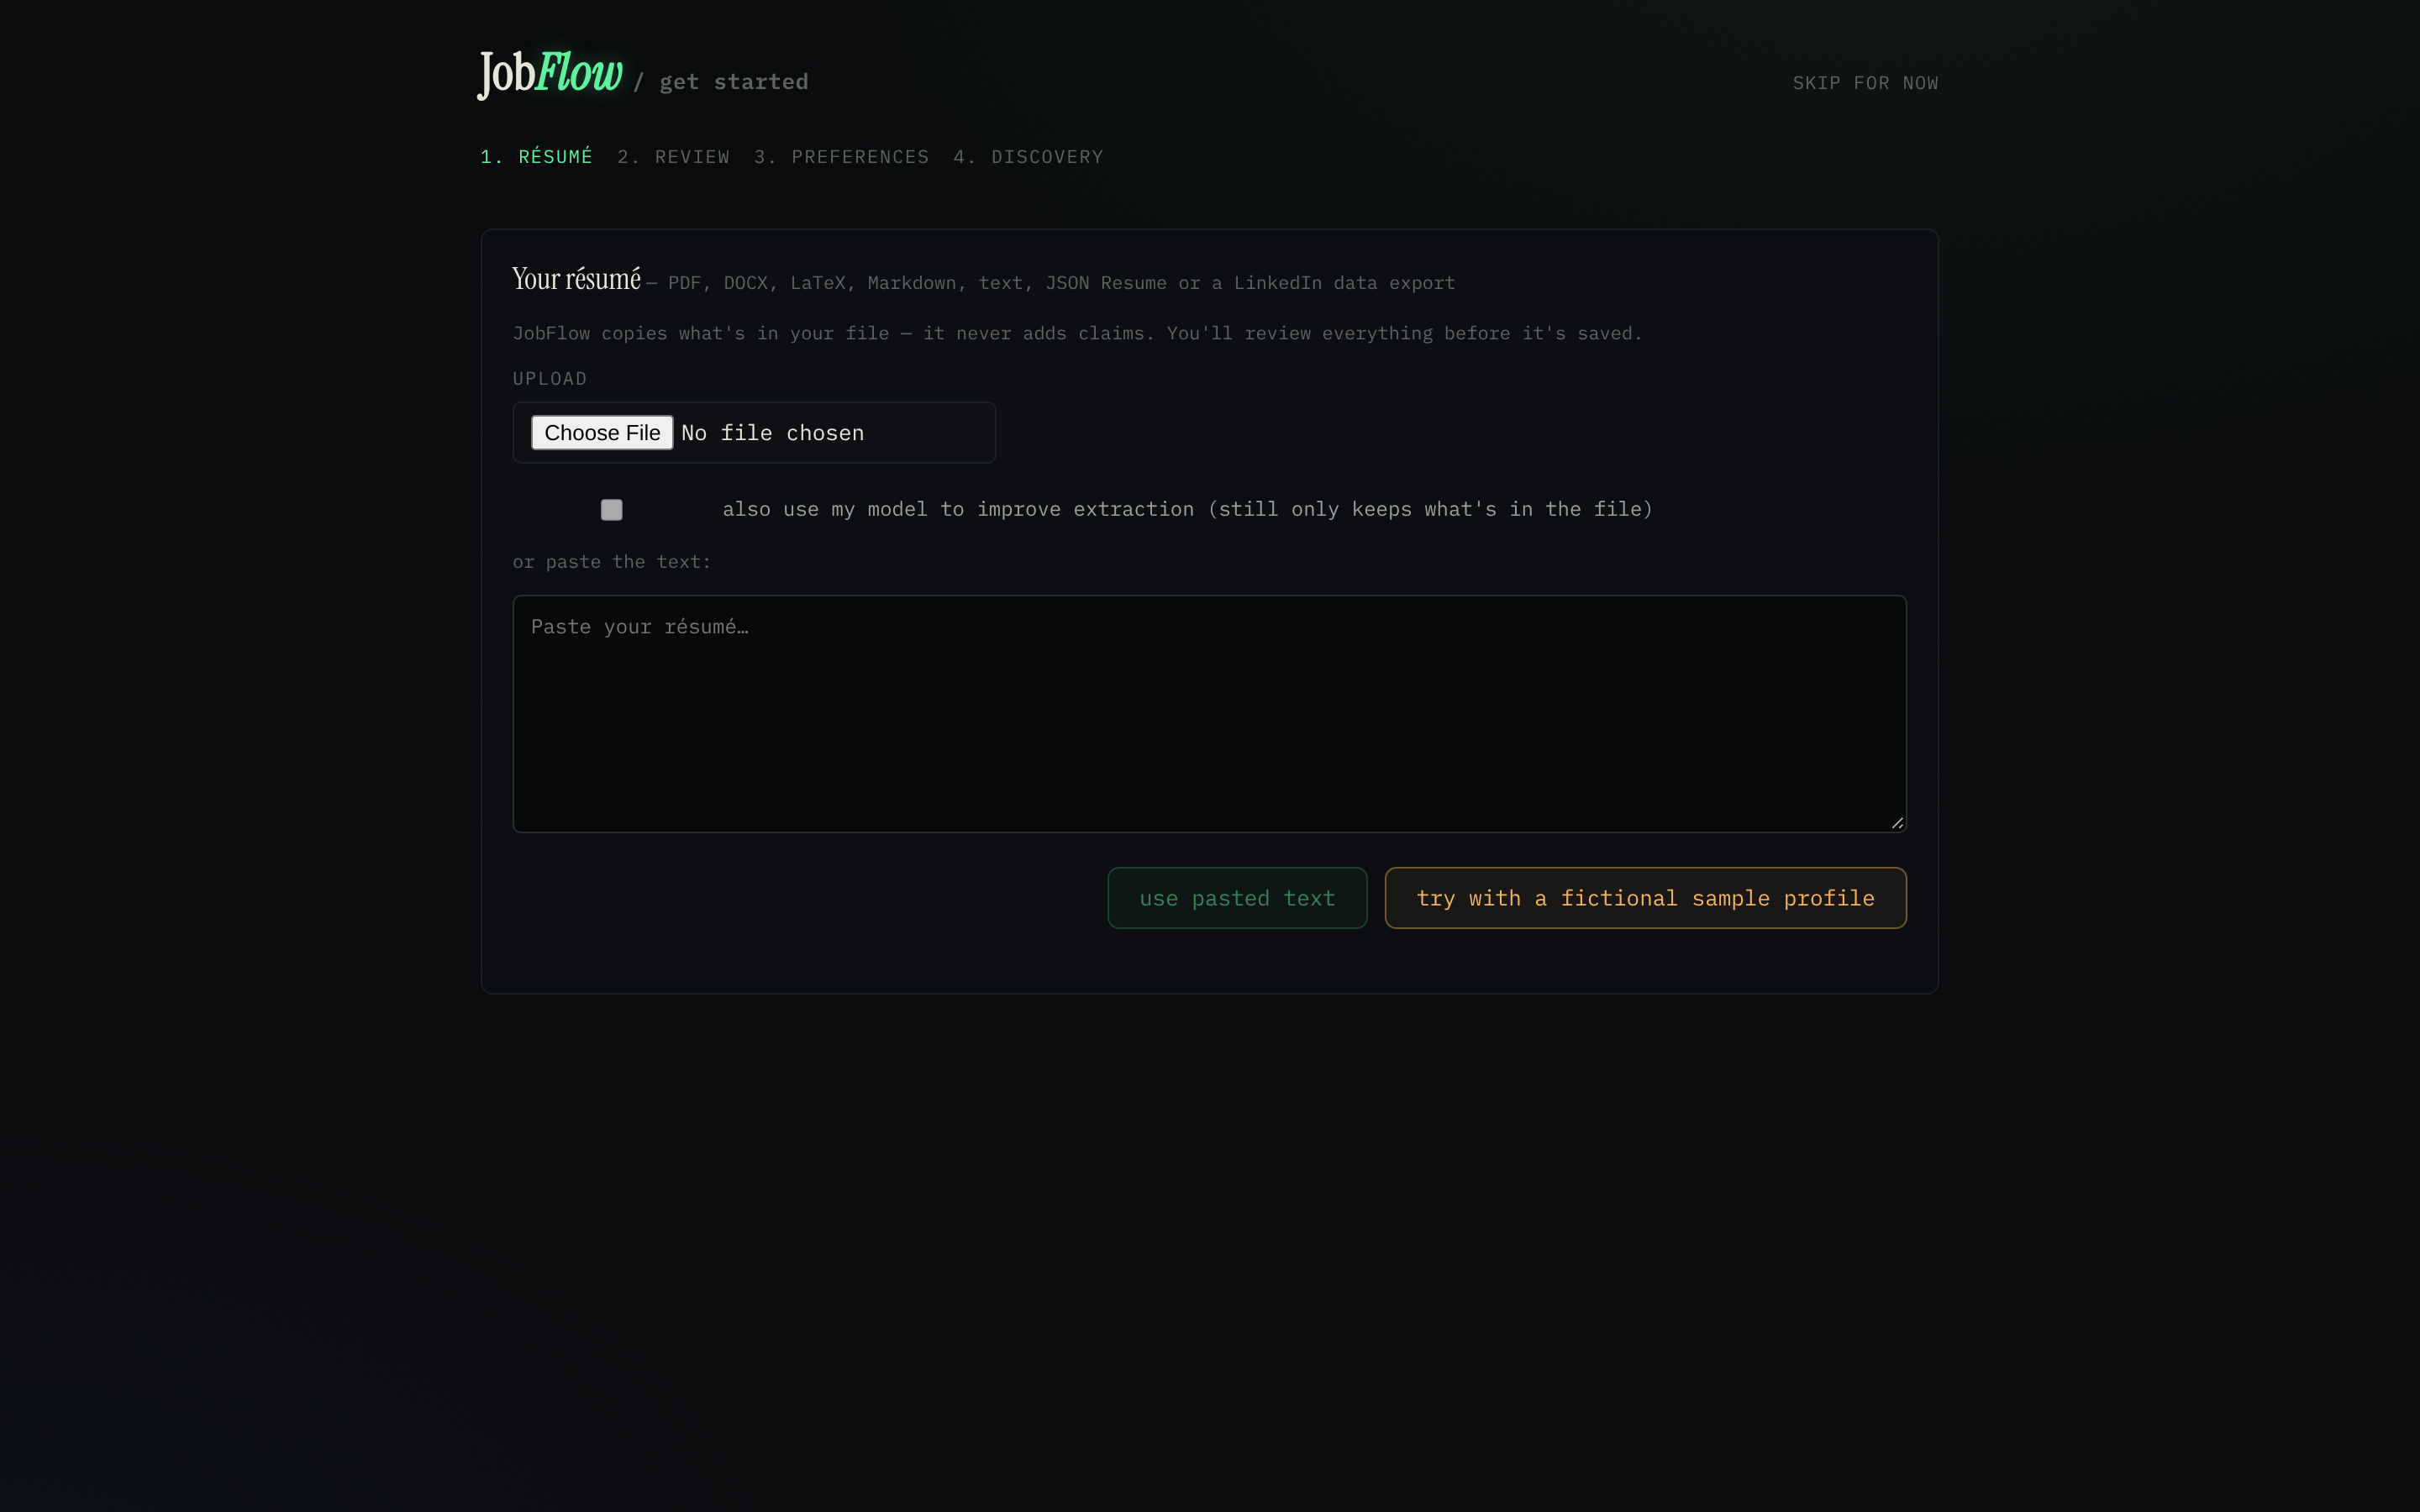 JobFlow / get started
SKIP FOR NOW
1. RÉSUMÉ 2. REVIEW 3. PREFERENCES 4. DISCOVERY
Your résumé — PDF, DOCX, LaTeX, Markdown, text, JSON Resume or a LinkedIn data export
JobFlow copies what's in your file — it never adds claims. You'll review everything before it's saved.
UPLOAD
Choose File No file chosen
also use my model to improve extraction (still only keeps what's in the file)
or paste the text:
Paste your résumé…
use pasted text
try with a fictional sample profile